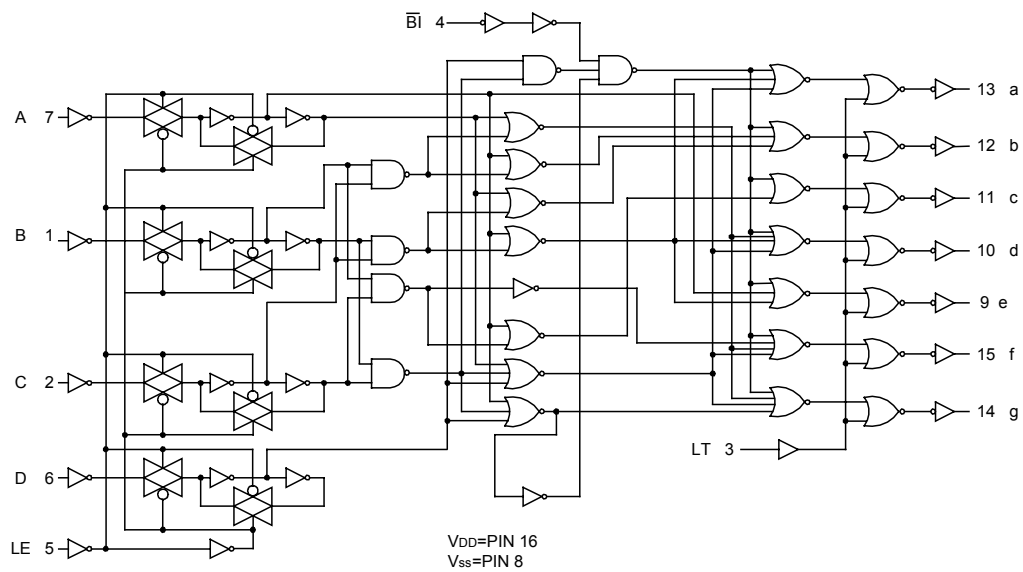 B̅I̅ 4
A 7
13 a
12 b
11 c
B 1
10 d
9 e
15 f
C 2
14 g
LT 3
D 6
LE 5
VDD=PIN 16
Vss=PIN 8